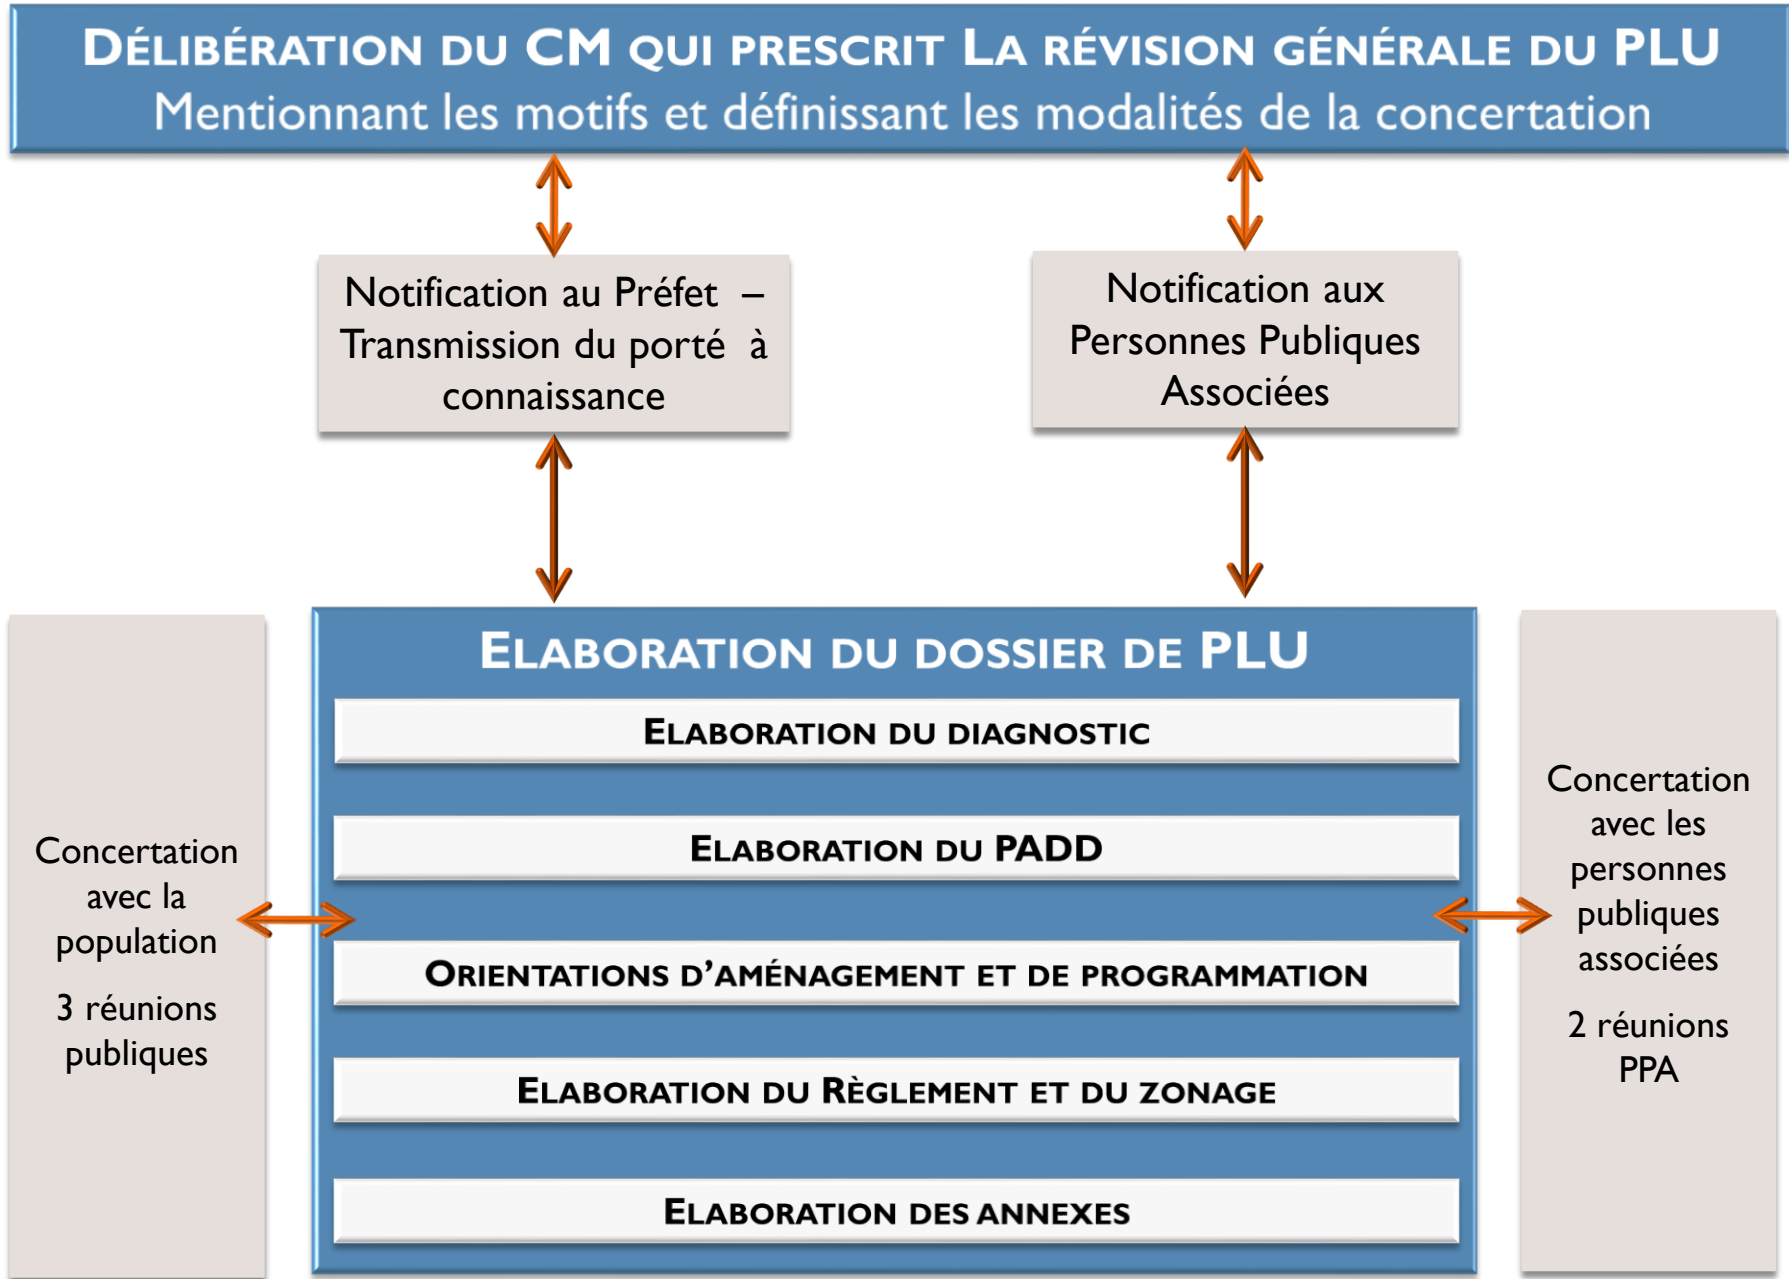 DÉLIBÉRATION DU CM QUI PRESCRIT LA RÉVISION GÉNÉRALE DU PLU
Mentionnant les motifs et définissant les modalités de la concertation
Notification au Préfet –
Transmission du porté à
connaissance
Notification aux
Personnes Publiques
Associées
ELABORATION DU DOSSIER DE PLU
ELABORATION DU DIAGNOSTIC
ELABORATION DU PADD
ORIENTATIONS D’AMÉNAGEMENT ET DE PROGRAMMATION
ELABORATION DU RÈGLEMENT ET DU ZONAGE
ELABORATION DES ANNEXES
Concertation
avec la
population
3 réunions
publiques
Concertation
avec les
personnes
publiques
associées
2 réunions
PPA